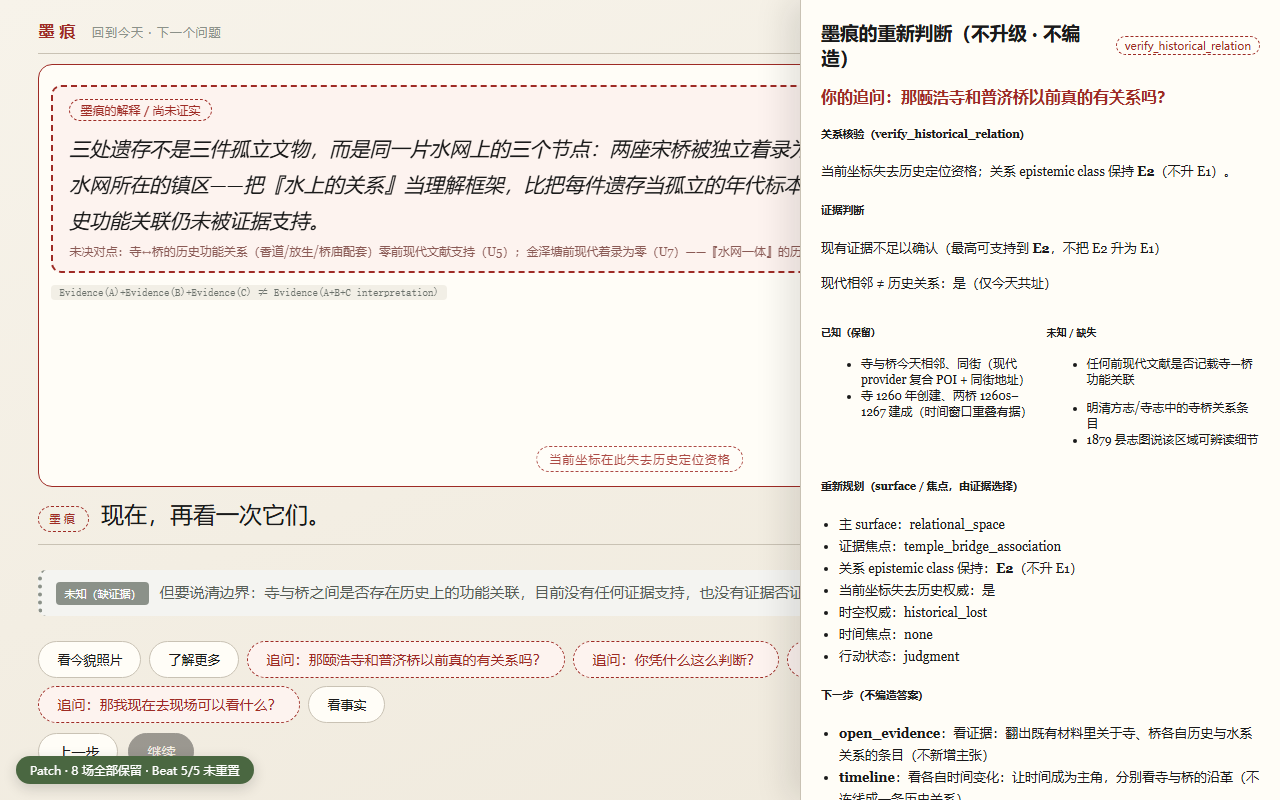 墨痕 回到今天 · 下一个问题
墨痕的解释 / 尚未证实
三处遗存不是三件孤立文物，而是同一片水网上的三个节点：两座宋桥被独立着录
水网所在的镇区——把『水上的关系』当理解框架，比把每件遗存当孤立的年代标本
史功能关联仍未被证据支持。
未决对点：寺↔桥的历史功能关系（香道/放生/桥庙配套）零前现代文献支持（U5）；金泽塘前现代着录为零（U7）——『水网一体』的历
Evidence(A)+Evidence(B)+Evidence(C) ≠ Evidence(A+B+C interpretation)
当前坐标在此失去历史定位资格
墨痕 现在，再看一次它们。
未知（缺证据） 但要说清边界：寺与桥之间是否存在历史上的功能关联，目前没有任何证据支持，也没有证据否证
看今貌照片 了解更多 追问：那颐浩寺和普济桥以前真的有关系吗？ 追问：你凭什么这么判断？
追问：那我现在去现场可以看什么？ 看事实
上一步 继续
Patch · 8 场全部保留 · Beat 5/5 未重置
墨痕的重新判断（不升级 · 不编
造）
verify_historical_relation
你的追问：那颐浩寺和普济桥以前真的有关系吗？
关系核验（verify_historical_relation）
当前坐标失去历史定位资格；关系 epistemic class 保持 E2（不升 E1）。
证据判断
现有证据不足以确认（最高可支持到 E2，不把 E2 升为 E1）
现代相邻 ≠ 历史关系：是（仅今天共址）
已知（保留）
• 寺与桥今天相邻、同街（现代
provider 复合 POI + 同街地址）
• 寺 1260 年创建、两桥 1260s–
1267 建成（时间窗口重叠有据）
未知 / 缺失
• 任何前现代文献是否记载寺—桥
功能关联
• 明清方志/寺志中的寺桥关系条
目
• 1879 县志图说该区域可辨读细节
重新规划（surface / 焦点，由证据选择）
• 主 surface：relational_space
• 证据焦点：temple_bridge_association
• 关系 epistemic class 保持：E2（不升 E1）
• 当前坐标失去历史权威：是
• 时空权威：historical_lost
• 时间焦点：none
• 行动状态：judgment
下一步（不编造答案）
• open_evidence：看证据：翻出既有材料里关于寺、桥各自历史与水系
关系的条目（不新增主张）
• timeline：看各自时间变化：让时间成为主角，分别看寺与桥的沿革（不
连线成一条历史关系）